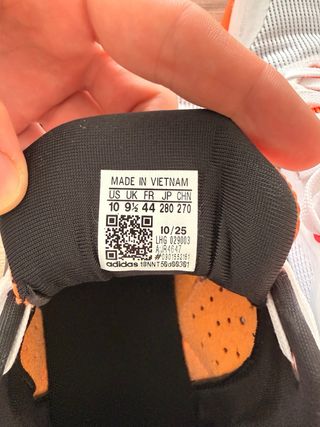 MADE IN VIETNAM
US UK FR JP CHN
10 9½ 44 280 270
10/25
LHG 029003
adidas